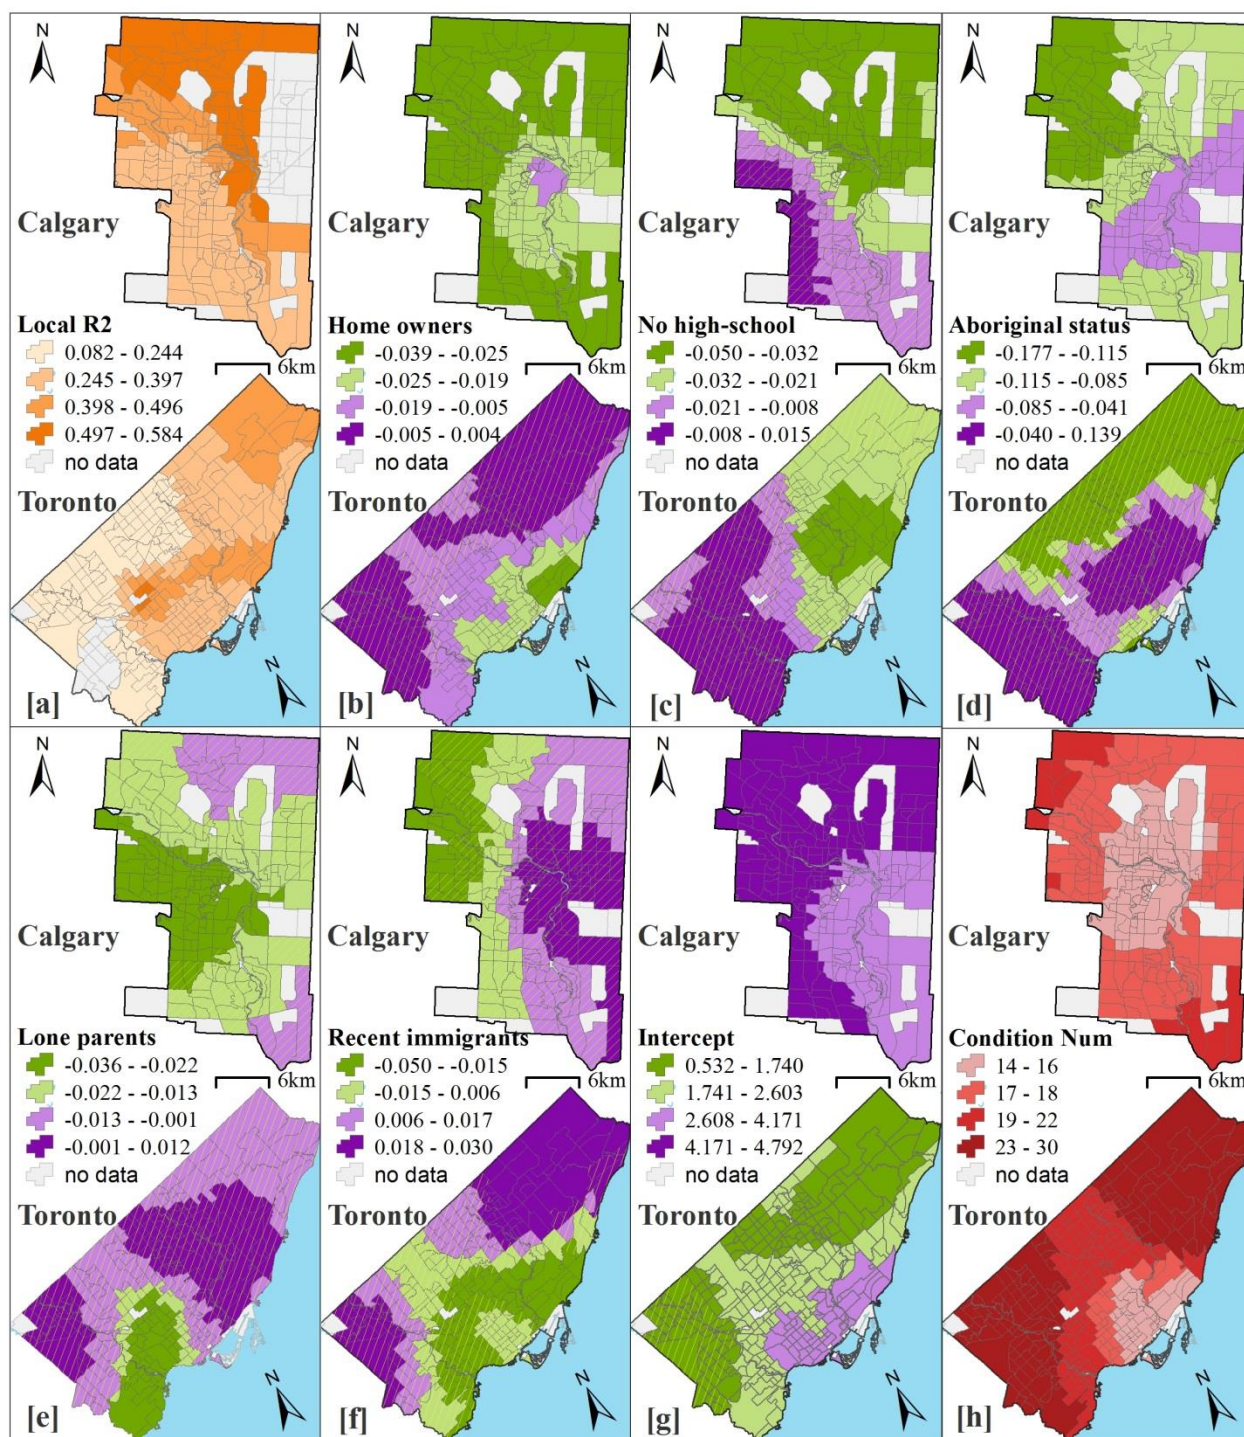 N
Calgary
Local R2
0.082 - 0.244
0.245 - 0.397
0.398 - 0.496
0.497 - 0.584
no data
6km
Toronto
N
[a]
N
Calgary
Home owners
-0.039 - -0.025
-0.025 - -0.019
-0.019 - -0.005
-0.005 - 0.004
no data
6km
Toronto
N
[b]
N
Calgary
No high-school
-0.050 - -0.032
-0.032 - -0.021
-0.021 - -0.008
-0.008 - 0.015
no data
6km
Toronto
N
[c]
N
Calgary
Aboriginal status
-0.177 - -0.115
-0.115 - -0.085
-0.085 - -0.041
-0.040 - 0.139
no data
6km
Toronto
N
[d]
N
Calgary
Lone parents
-0.036 - -0.022
-0.022 - -0.013
-0.013 - -0.001
-0.001 - 0.012
no data
6km
Toronto
N
[e]
N
Calgary
Recent immigrants
-0.050 - -0.015
-0.015 - 0.006
0.006 - 0.017
0.018 - 0.030
no data
6km
Toronto
N
[f]
N
Calgary
Intercept
0.532 - 1.740
1.741 - 2.603
2.608 - 4.171
4.171 - 4.792
no data
6km
Toronto
N
[g]
N
Calgary
Condition Num
14 - 16
17 - 18
19 - 22
23 - 30
no data
6km
Toronto
N
[h]